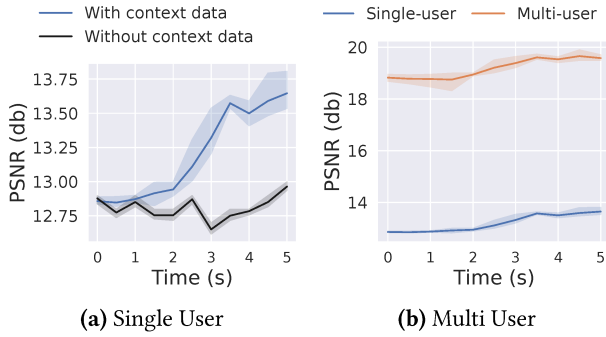 With context data
Without context data
PSNR (db)
13.75
13.50
13.25
13.00
12.75
0 1 2 3 4 5
Time (s)
(a) Single User
Single-user Multi-user
PSNR (db)
20
18
16
14
0 1 2 3 4 5
Time (s)
(b) Multi User